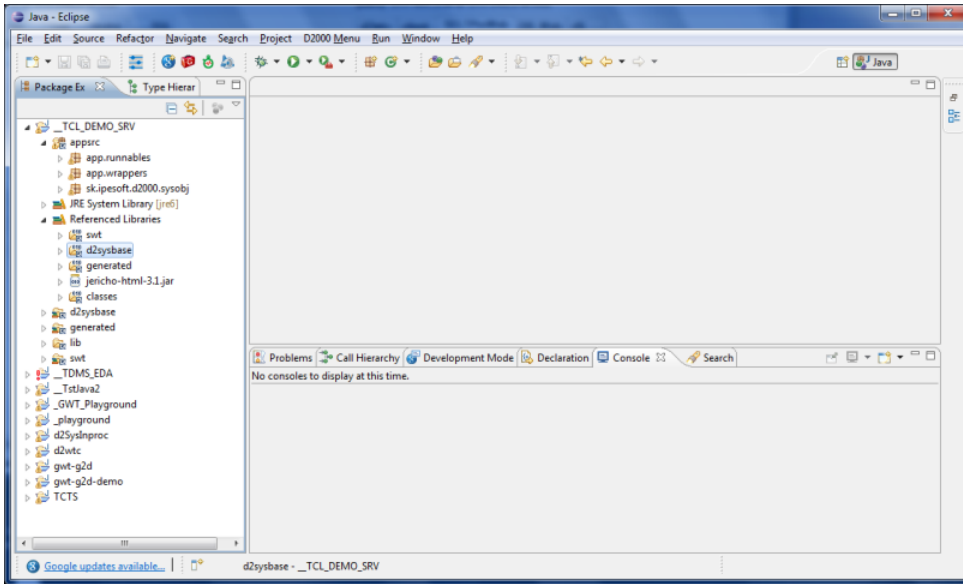 Java - Eclipse
File Edit Source Refactor Navigate Search Project D2000 Menu Run Window Help
Java
Package Ex Type Hierar
__TCL_DEMO_SRV
appsrc
app.runnables
app.wrappers
sk.ipesoft.d2000.sysobj
JRE System Library [jre6]
Referenced Libraries
swt
d2sysbase
generated
jericho-html-3.1.jar
classes
d2sysbase
generated
lib
swt
__TDMS_EDA
__TstJava2
_GWT_Playground
_playground
d2SysInproc
d2wtc
gwt-g2d
gwt-g2d-demo
TCTS
Problems Call Hierarchy Development Mode Declaration Console Search
No consoles to display at this time.
Google updates available... d2sysbase - __TCL_DEMO_SRV